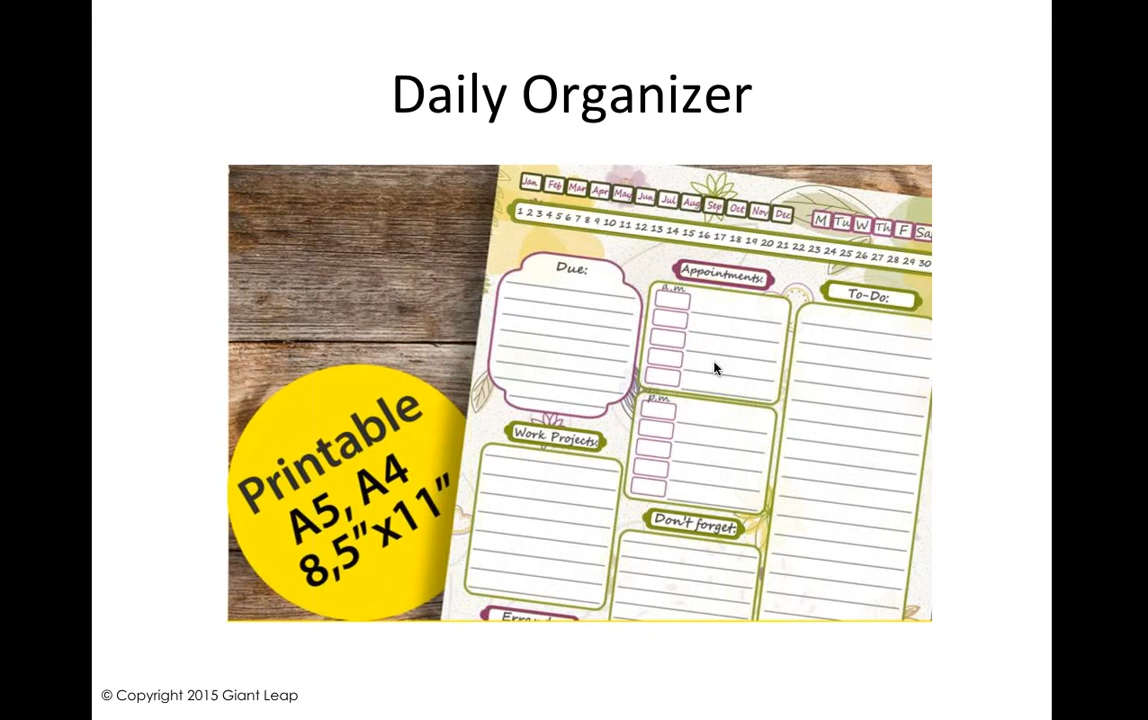 Daily Organizer
Jan Feb Mar Apr May Jun Jul Aug Sep Oct Nov Dec
M Tu W Th F Sa
1 2 3 4 5 6 7 8 9 10 11 12 13 14 15 16 17 18 19 20 21 22 23 24 25 26 27 28 29 30
Due:
Appointments:
a.m
To-Do:
p.m
Work Projects:
Don't forget:
Printable
A5, A4
8,5”x11”
© Copyright 2015 Giant Leap